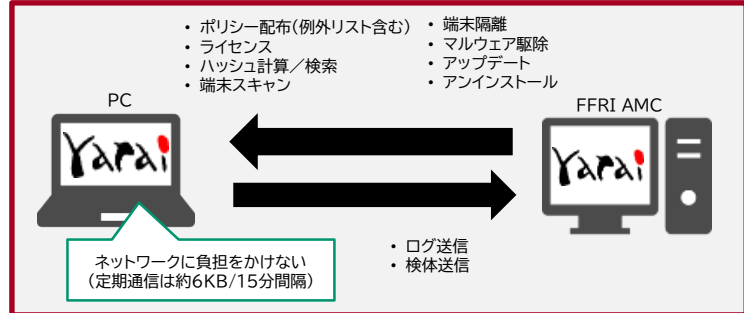 ・ ポリシー配布(例外リスト含む)
・ ライセンス
・ ハッシュ計算／検索
・ 端末スキャン
・ 端末隔離
・ マルウェア駆除
・ アップデート
・ アンインストール
PC
FFRI AMC
yarai
yarai
ネットワークに負担をかけない
(定期通信は約6KB/15分間隔)
・ ログ送信
・ 検体送信